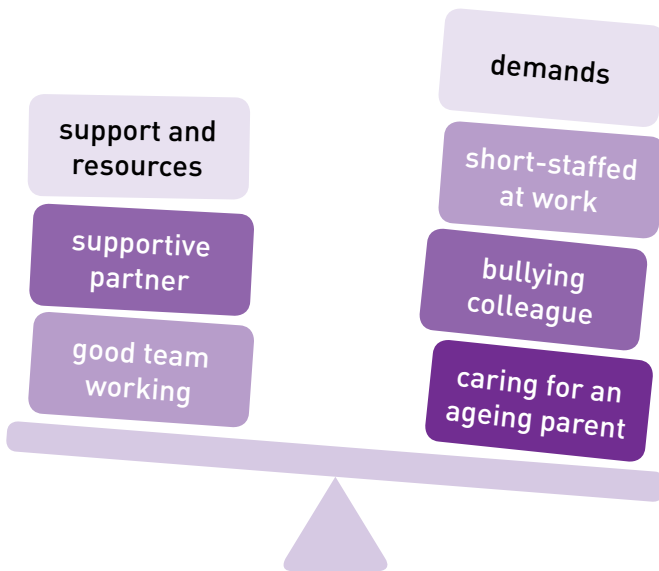 support and
resources
supportive
partner
good team
working
demands
short-staffed
at work
bullying
colleague
caring for an
ageing parent